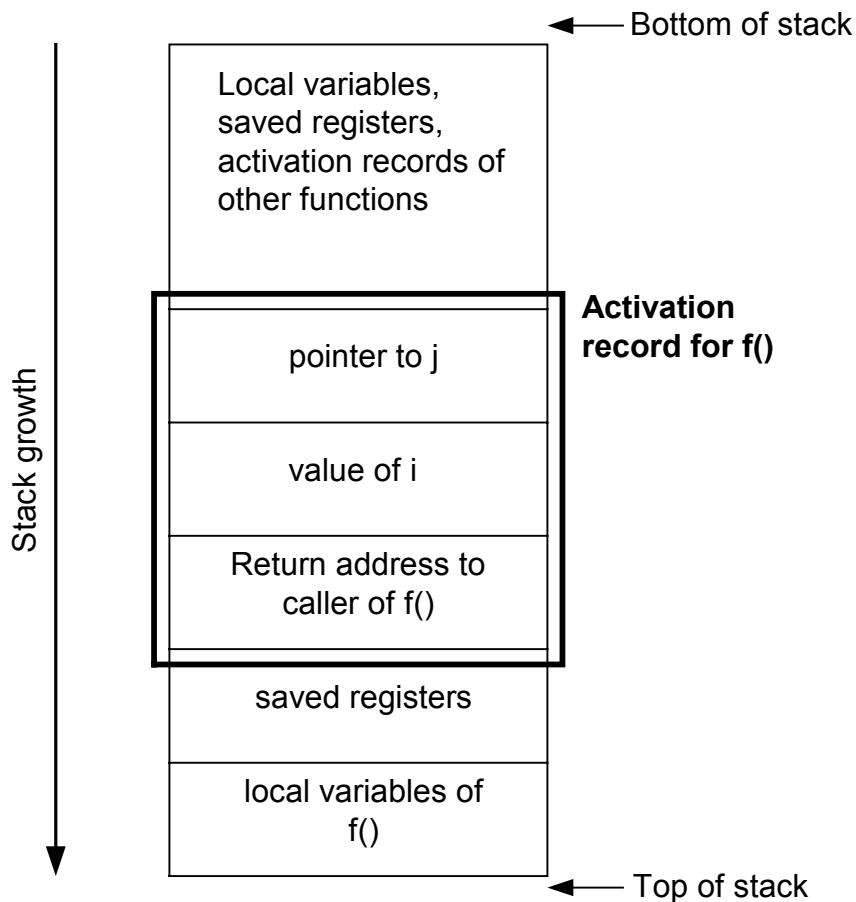 Bottom of stack
Local variables,
saved registers,
activation records of
other functions
Activation
record for f()
pointer to j
value of i
Return address to
caller of f()
saved registers
local variables of
f()
Top of stack
Stack growth